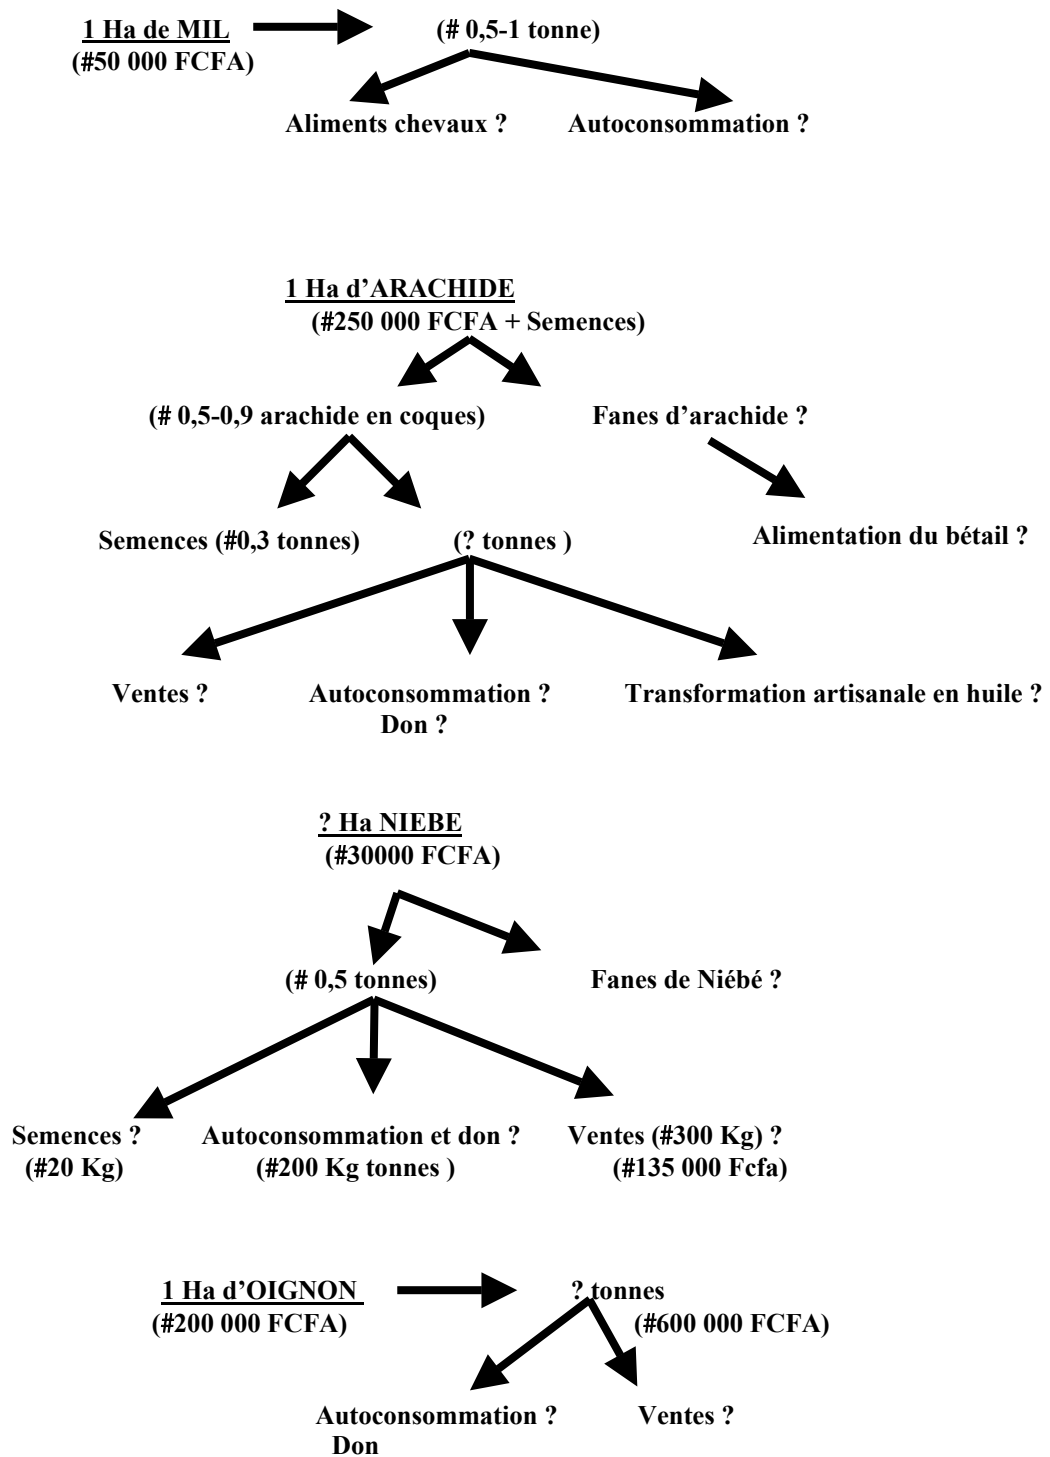 1 Ha de MIL
(# 0,5-1 tonne)
(#50 000 FCFA)
Aliments chevaux ?
Autoconsommation ?
1 Ha d’ARACHIDE
(#250 000 FCFA + Semences)
(# 0,5-0,9 arachide en coques)
Fanes d’arachide ?
Semences (#0,3 tonnes)
(? tonnes )
Alimentation du bétail ?
Ventes ?
Autoconsommation ?
Don ?
Transformation artisanale en huile ?
? Ha NIEBE
(#30000 FCFA)
(# 0,5 tonnes)
Fanes de Niébé ?
Semences ?
(#20 Kg)
Autoconsommation et don ?
(#200 Kg tonnes )
Ventes (#300 Kg) ?
(#135 000 Fcfa)
1 Ha d’OIGNON
(#200 000 FCFA)
? tonnes
(#600 000 FCFA)
Autoconsommation ?
Don
Ventes ?